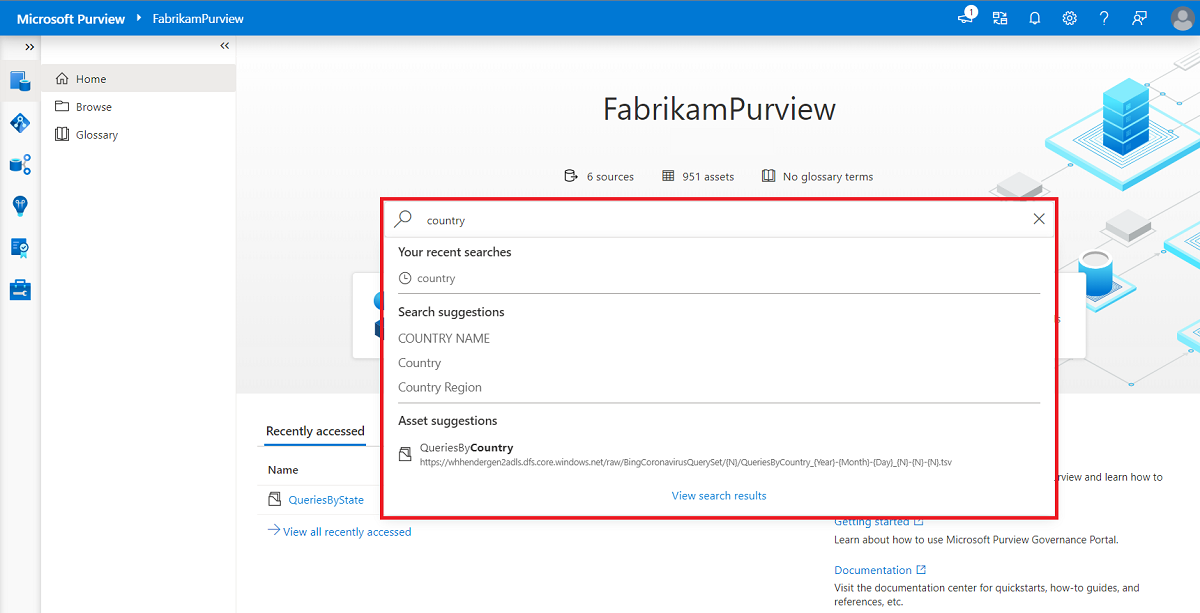 Microsoft Purview FabrikamPurview
1
Home
Browse
Glossary
FabrikamPurview
6 sources 951 assets No glossary terms
country
Your recent searches
country
Search suggestions
COUNTRY NAME
Country
Country Region
Asset suggestions
QueriesByCountry
https://whhendergen2adls.dfs.core.windows.net/raw/BingCoronavirusQuerySet/{N}/QueriesByCountry_{Year}-{Month}-{Day}_{N}-{N}-{N}.tsv
View search results
Recently accessed
Name
QueriesByState
View all recently accessed
rview and learn how to
Getting started
Learn about how to use Microsoft Purview Governance Portal.
Documentation
Visit the documentation center for quickstarts, how-to guides, and
references, etc.